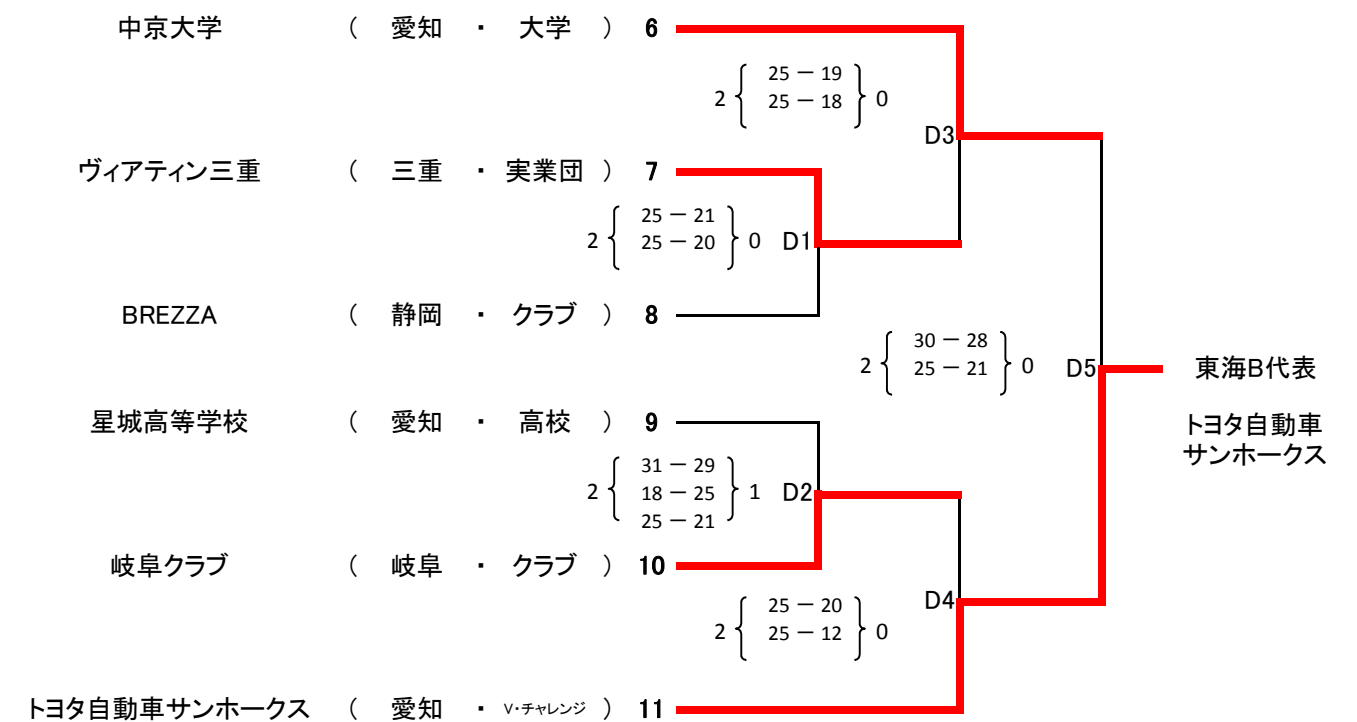 中京大学 ( 愛知 ・ 大学 ) 6
2 { 25 － 19 } 0
25 － 18
D3
ヴィアティン三重 ( 三重 ・ 実業団 ) 7
2 { 25 － 21 } 0 D1
25 － 20
BREZZA ( 静岡 ・ クラブ ) 8
2 { 30 － 28 } 0 D5
25 － 21
東海B代表
トヨタ自動車
サンホークス
星城高等学校 ( 愛知 ・ 高校 ) 9
2 { 31 － 29 } 1 D2
18 － 25
25 － 21
岐阜クラブ ( 岐阜 ・ クラブ ) 10
D4
2 { 25 － 20 } 0
25 － 12
トヨタ自動車サンホークス ( 愛知 ・ V・チャレンジ ) 11